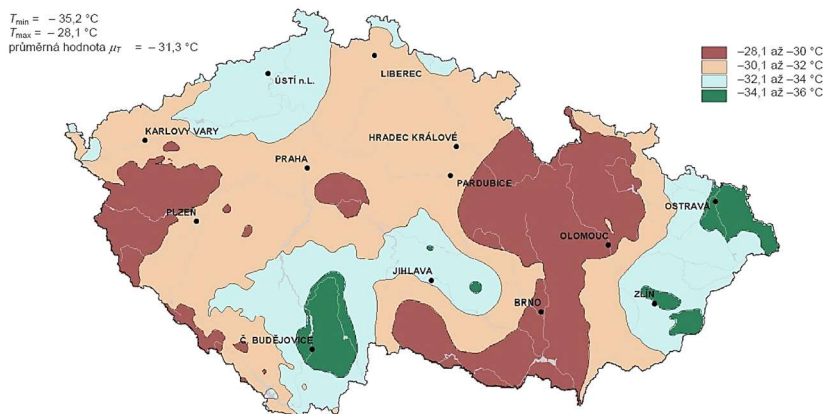 Tmin = – 35,2 °C
Tmax = – 28,1 °C
průměrná hodnota μT = – 31,3 °C
–28,1 až –30 °C
–30,1 až –32 °C
–32,1 až –34 °C
–34,1 až –36 °C
LIBEREC
ÚSTÍ n.L.
KARLOVY VARY
HRADEC KRÁLOVÉ
PRAHA
PARDUBICE
PLZEŇ
OSTRAVA
OLOMOUC
JIHLAVA
ZLÍN
BRNO
Č. BUDĚJOVICE